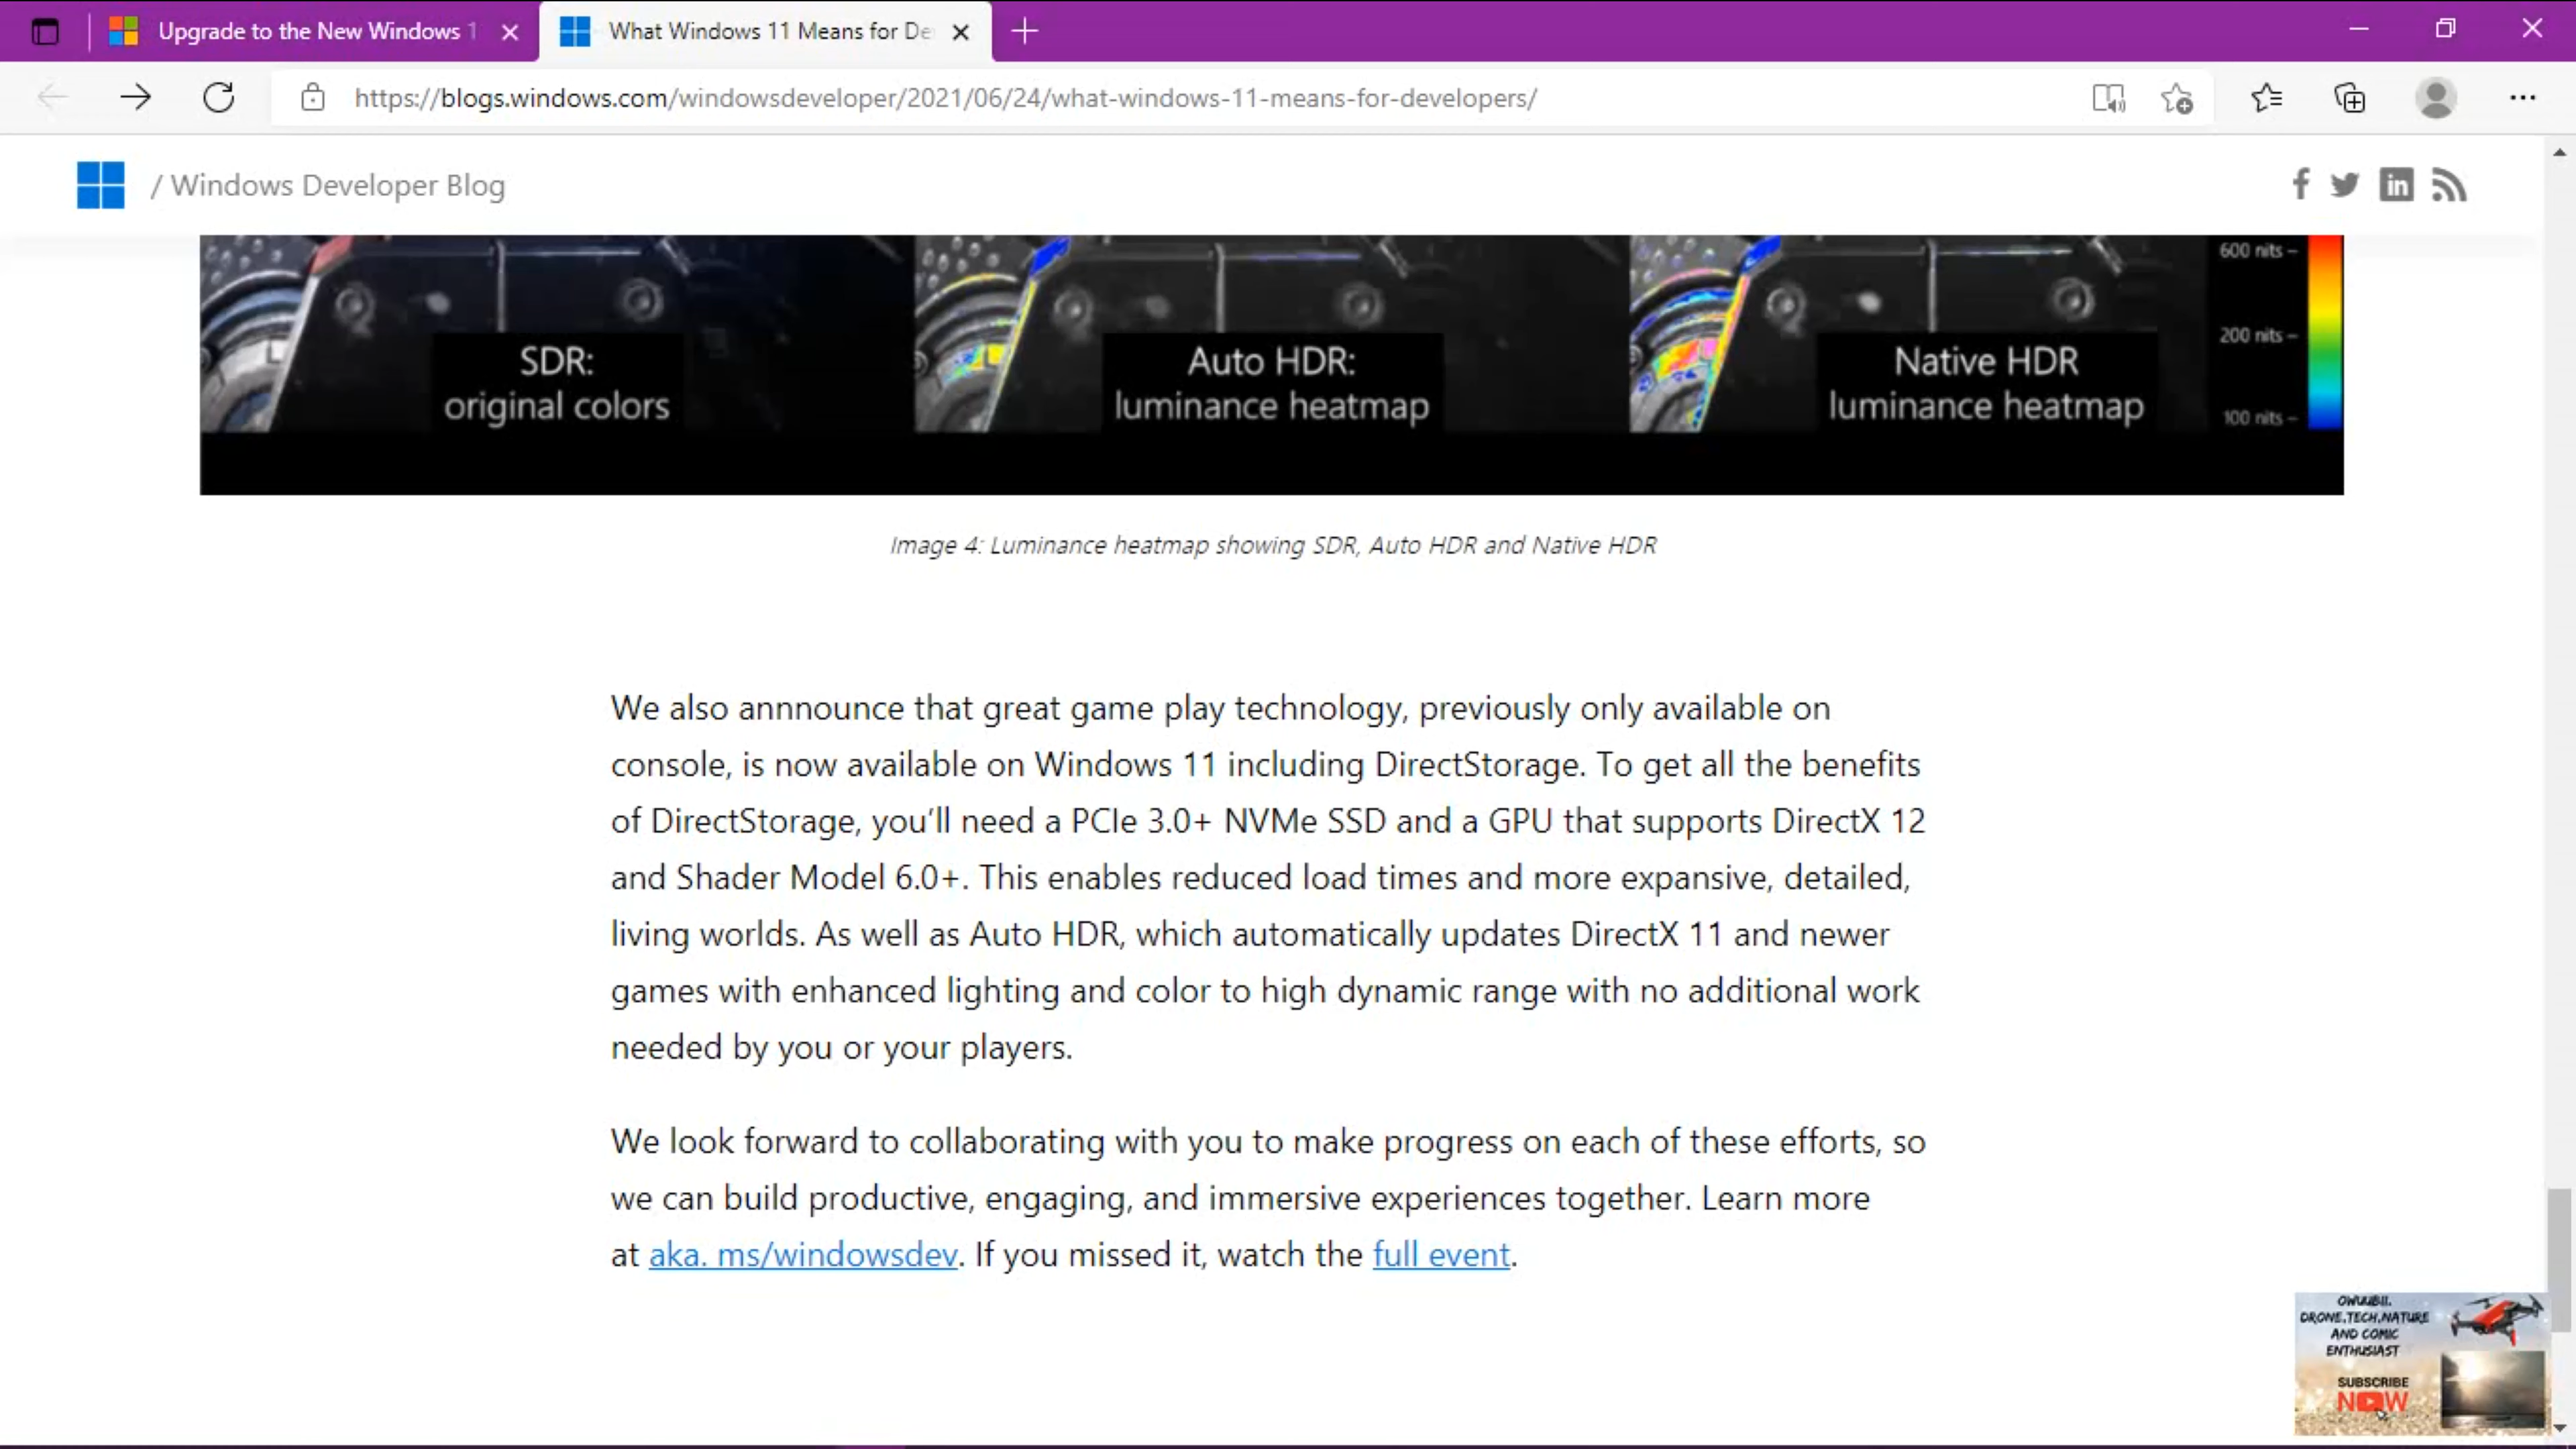 Upgrade to the New Windows 1
What Windows 11 Means for De
https://blogs.windows.com/windowsdeveloper/2021/06/24/what-windows-11-means-for-developers/
/ Windows Developer Blog
600 nits –
200 nits –
100 nits –
SDR:
original colors
Auto HDR:
luminance heatmap
Native HDR
luminance heatmap
Image 4: Luminance heatmap showing SDR, Auto HDR and Native HDR
We also annnounce that great game play technology, previously only available on
console, is now available on Windows 11 including DirectStorage. To get all the benefits
of DirectStorage, you’ll need a PCIe 3.0+ NVMe SSD and a GPU that supports DirectX 12
and Shader Model 6.0+. This enables reduced load times and more expansive, detailed,
living worlds. As well as Auto HDR, which automatically updates DirectX 11 and newer
games with enhanced lighting and color to high dynamic range with no additional work
needed by you or your players.
We look forward to collaborating with you to make progress on each of these efforts, so
we can build productive, engaging, and immersive experiences together. Learn more
at aka. ms/windowsdev. If you missed it, watch the full event.
OWUUBII.
DRONE,TECH,NATURE
AND COMIC
ENTHUSIAST
SUBSCRIBE
NOW